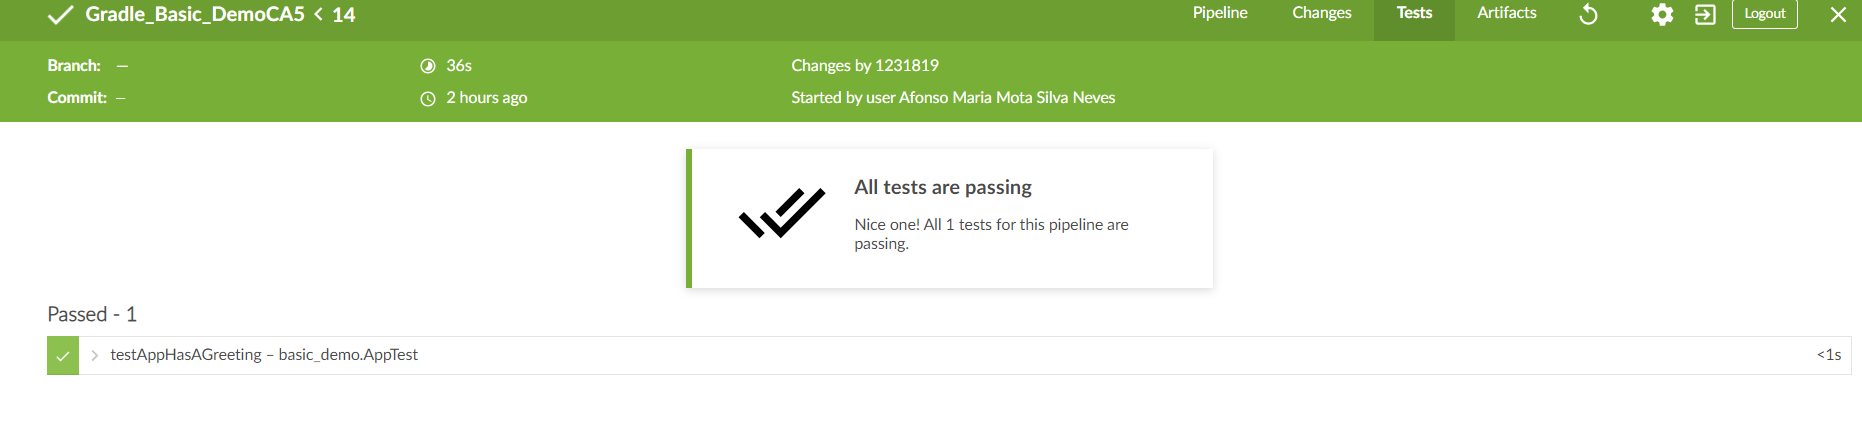 Gradle_Basic_DemoCA5 < 14
Pipeline
Changes
Tests
Artifacts
Logout
Branch: —
36s
Changes by 1231819
Commit: —
2 hours ago
Started by user Afonso Maria Mota Silva Neves
All tests are passing
Nice one! All 1 tests for this pipeline are
passing.
Passed - 1
testAppHasAGreeting – basic_demo.AppTest
<1s